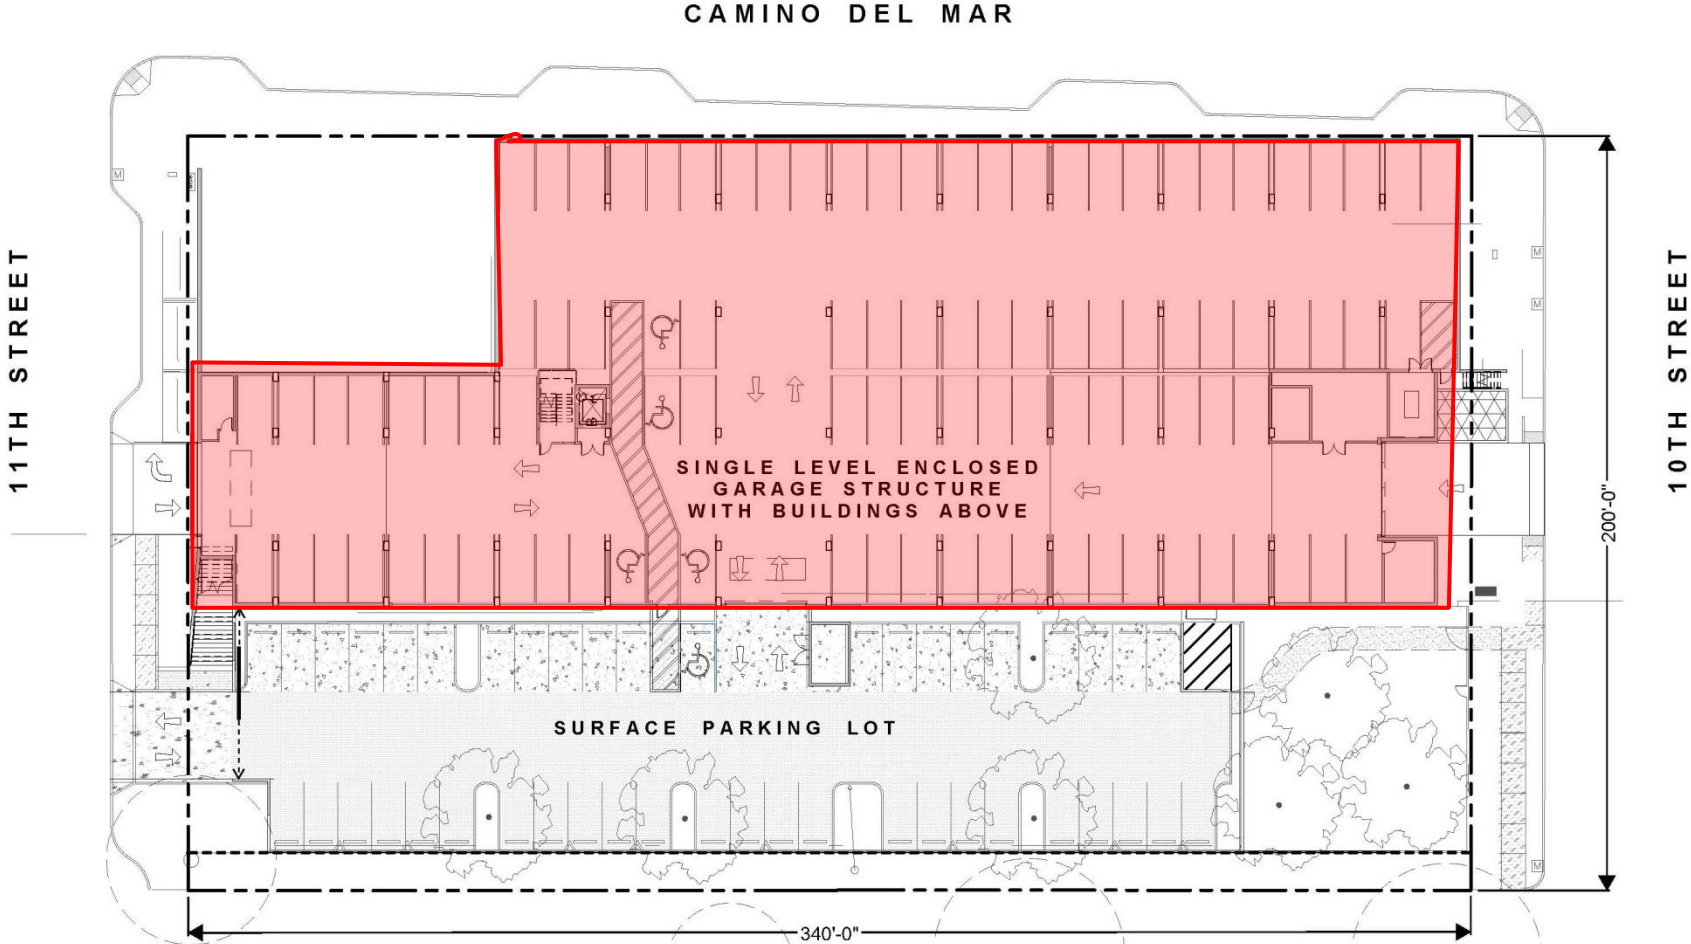 CAMINO DEL MAR
11TH STREET
10TH STREET
M
M
M
SINGLE LEVEL ENCLOSED
GARAGE STRUCTURE
WITH BUILDINGS ABOVE
200'-0"
SURFACE PARKING LOT
M
340'-0"